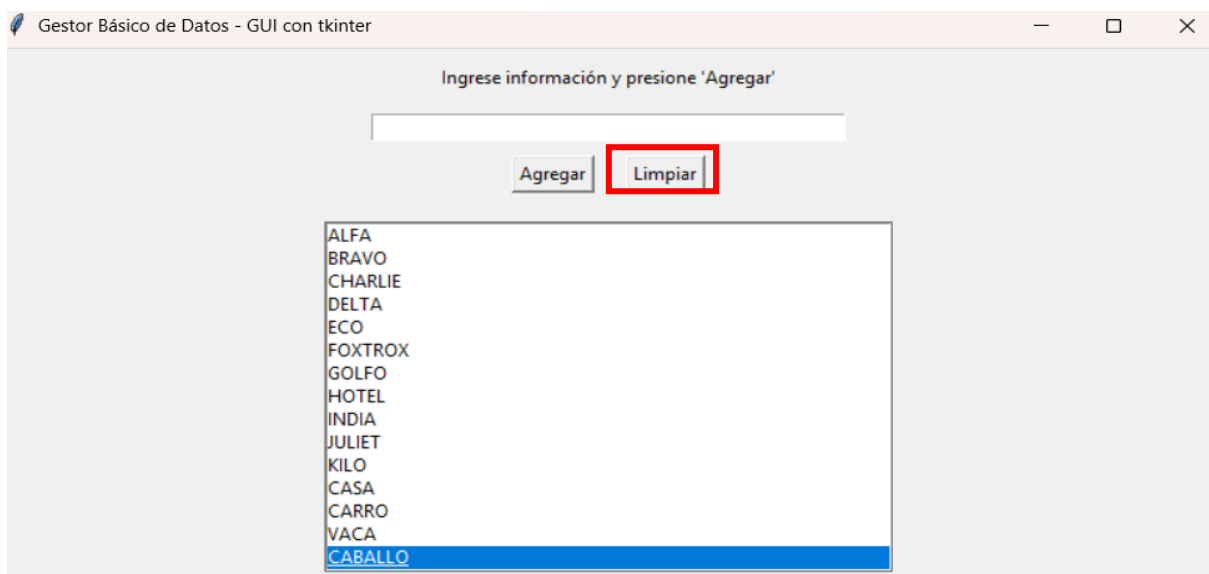 Gestor Básico de Datos - GUI con tkinter
Ingrese información y presione 'Agregar'
Agregar Limpiar
ALFA
BRAVO
CHARLIE
DELTA
ECO
FOXTROX
GOLFO
HOTEL
INDIA
JULIET
KILO
CASA
CARRO
VACA
CABALLO